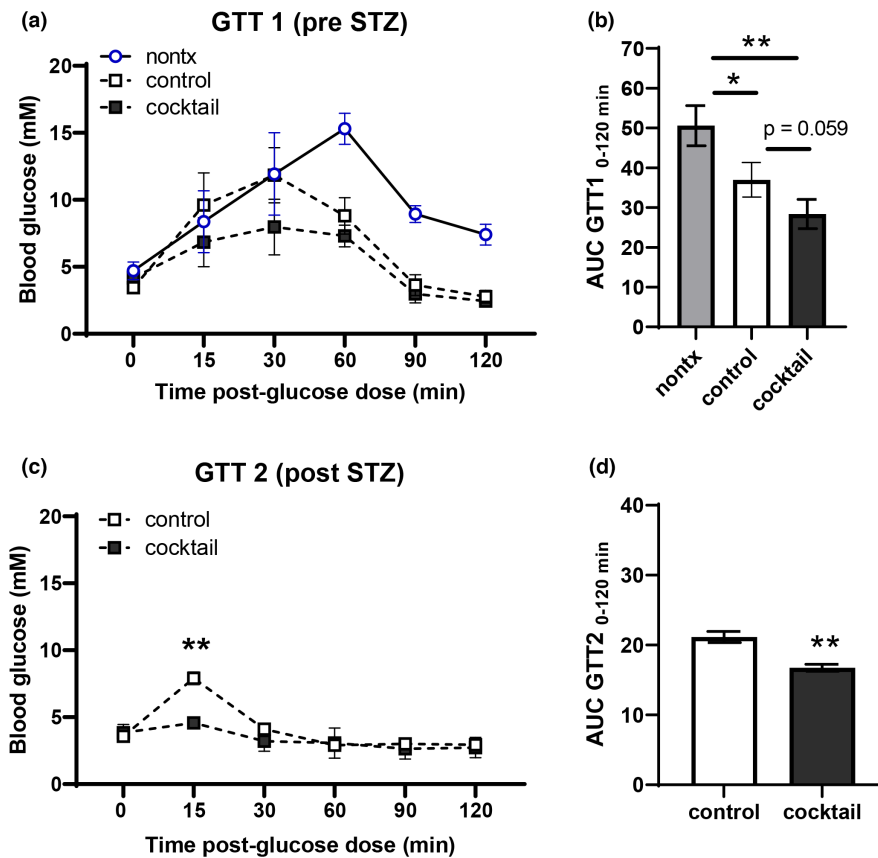 (a)
GTT 1 (pre STZ)
nontx
control
cocktail
Blood glucose (mM)
20
15
10
5
0
0 15 30 60 90 120
Time post-glucose dose (min)
(b)
AUC GTT1 0-120 min
70
60
50
40
30
20
10
0
**
*
p = 0.059
nontx
control
cocktail
(c)
GTT 2 (post STZ)
control
cocktail
Blood glucose (mM)
20
15
10
5
0
**
0 15 30 60 90 120
Time post-glucose dose (min)
(d)
AUC GTT2 0-120 min
40
30
20
10
0
**
control cocktail